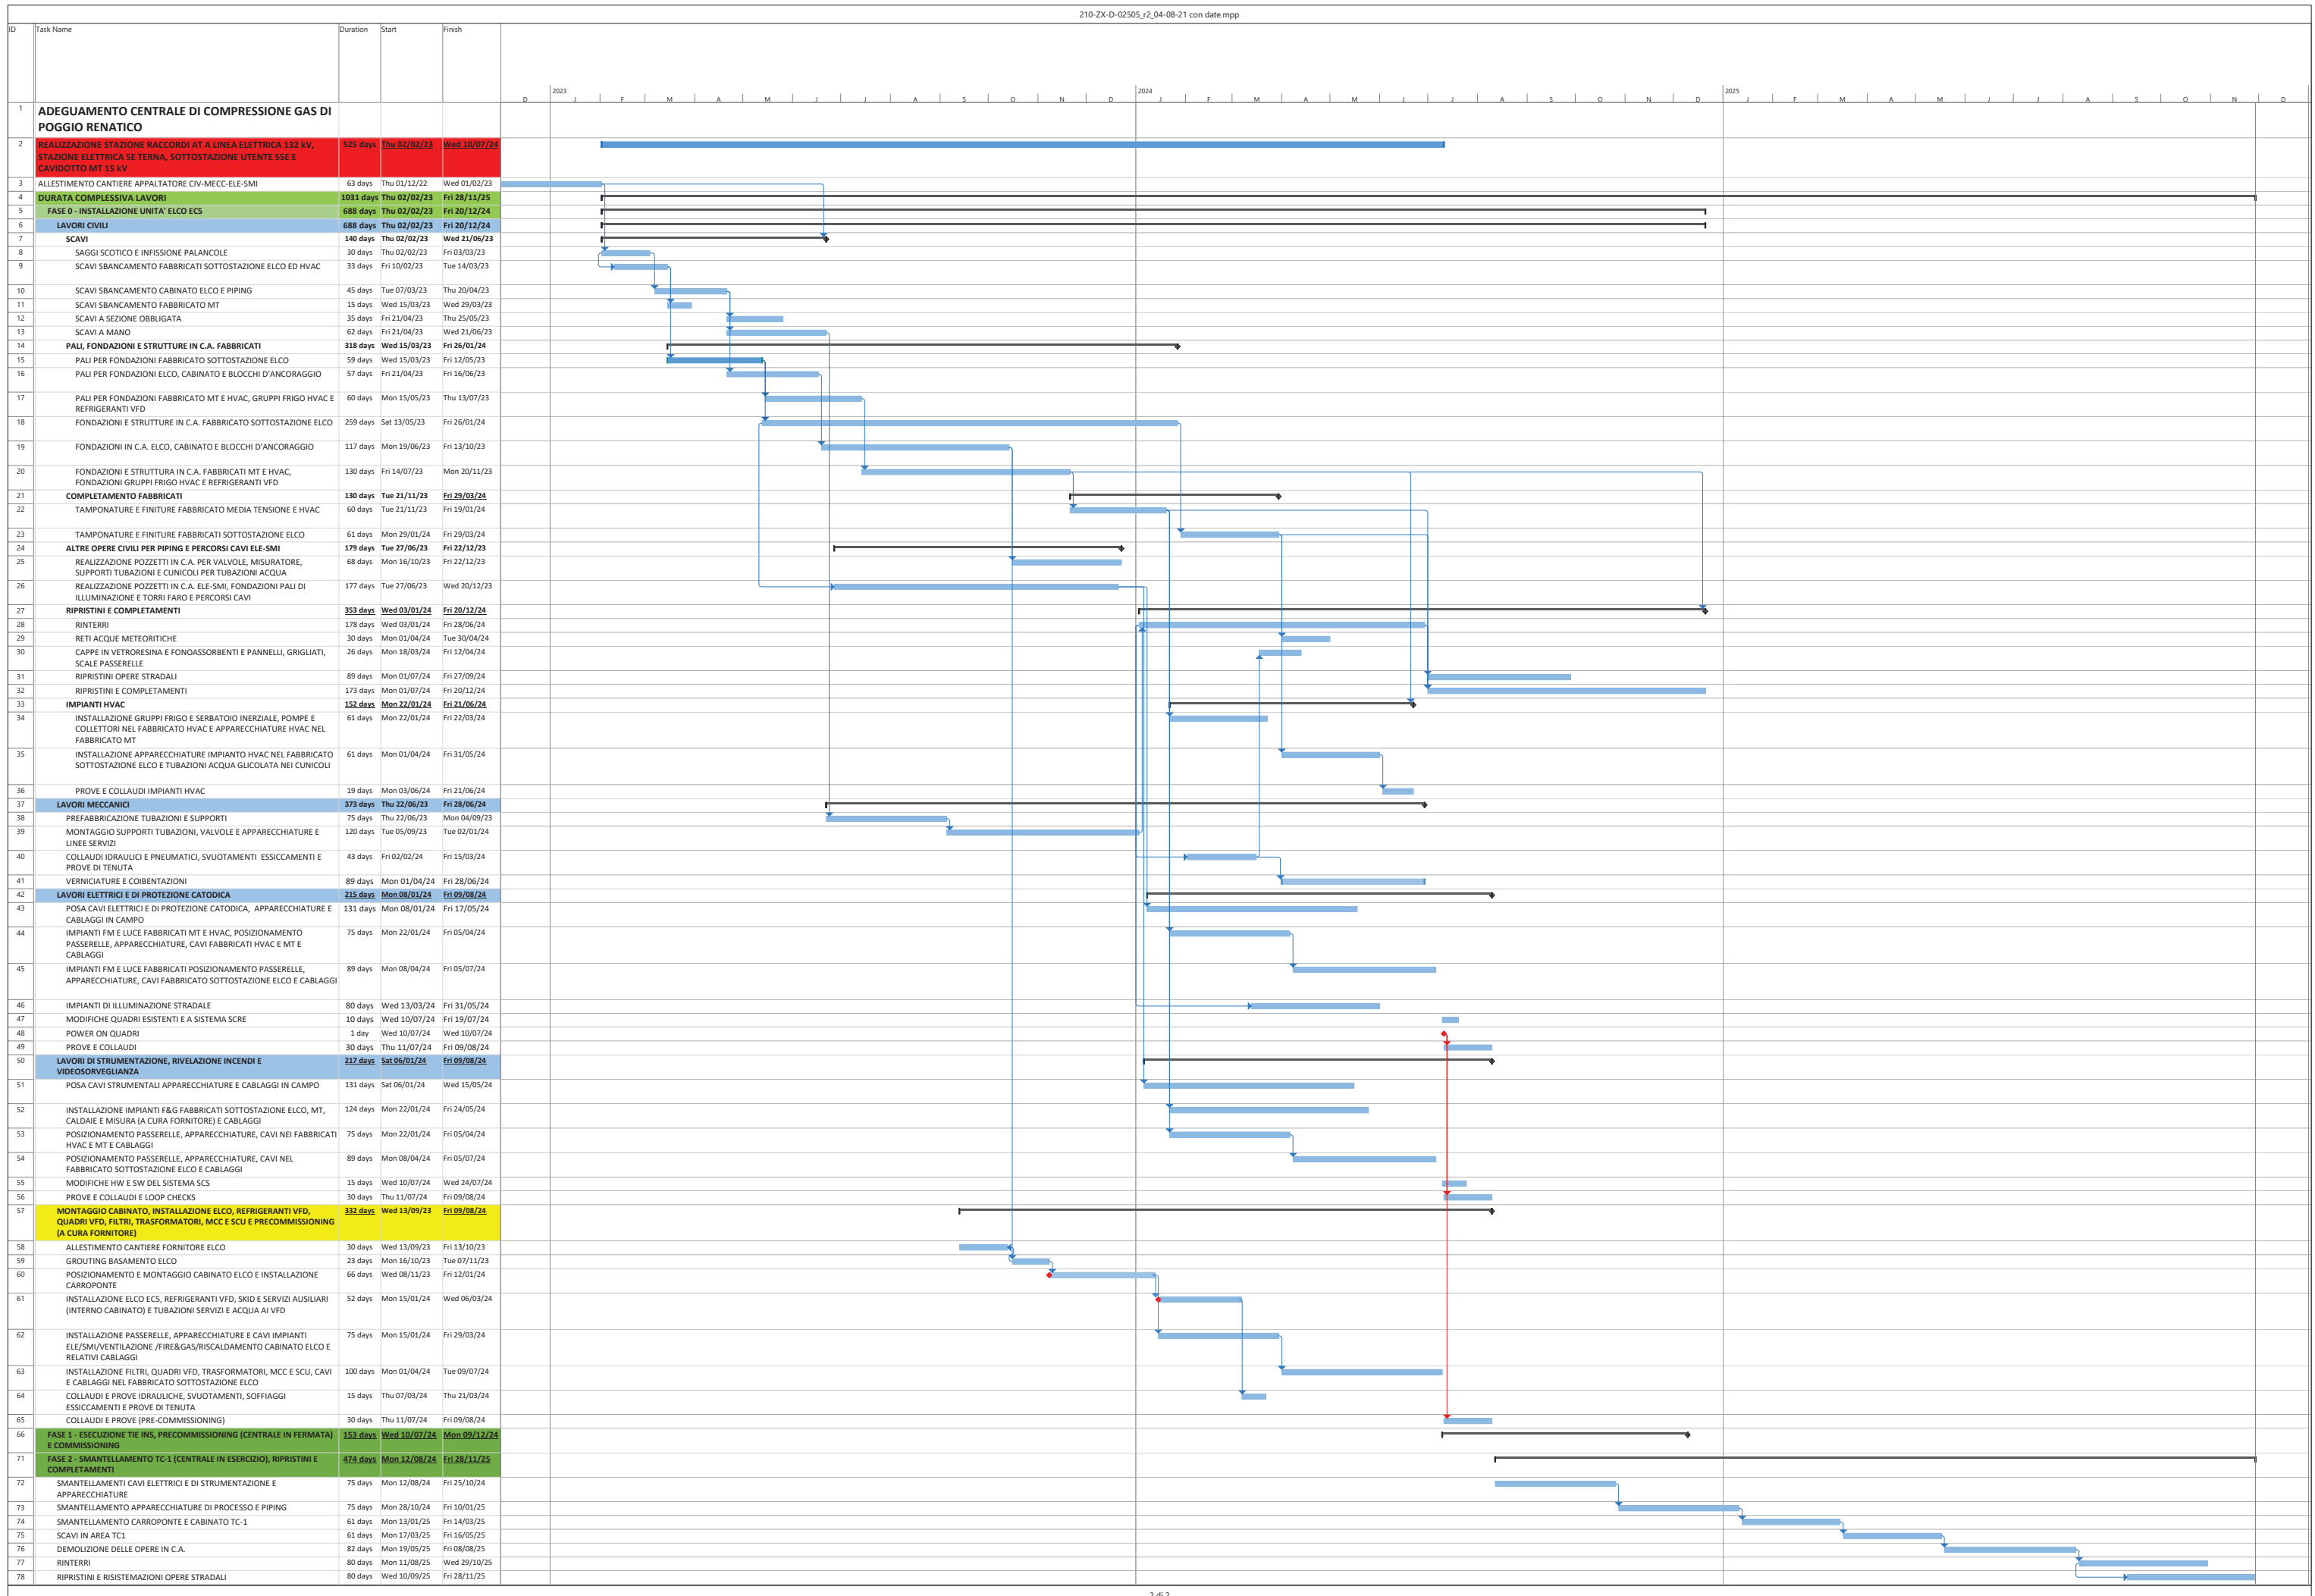 210-ZX-D-02505_r2_04-08-21 con date.mpp
ID Task Name Duration Start Finish
2023 2024 2025
D J F M A M J J A S O N D J F M A M J J A S O N D J F M A M J J A S O N D
1 ADEGUAMENTO CENTRALE DI COMPRESSIONE GAS DI
POGGIO RENATICO
2 REALIZZAZIONE STAZIONE RACCORDI AT A LINEA ELETTRICA 132 kV, 525 days Thu 02/02/23 Wed 10/07/24
STAZIONE ELETTRICA SE TERNA, SOTTOSTAZIONE UTENTE SSE E
CAVIDOTTO MT 15 kV
3 ALLESTIMENTO CANTIERE APPALTATORE CIV-MECC-ELE-SMI 63 days Thu 01/12/22 Wed 01/02/23
4 DURATA COMPLESSIVA LAVORI 1031 days Thu 02/02/23 Fri 28/11/25
5 FASE 0 - INSTALLAZIONE UNITA' ELCO EC5 688 days Thu 02/02/23 Fri 20/12/24
6 LAVORI CIVILI 688 days Thu 02/02/23 Fri 20/12/24
7 SCAVI 140 days Thu 02/02/23 Wed 21/06/23
8 SAGGI SCOTICO E INFISSIONE PALANCOLE 30 days Thu 02/02/23 Fri 03/03/23
9 SCAVI SBANCAMENTO FABBRICATI SOTTOSTAZIONE ELCO ED HVAC 33 days Fri 10/02/23 Tue 14/03/23
10 SCAVI SBANCAMENTO CABINATO ELCO E PIPING 45 days Tue 07/03/23 Thu 20/04/23
11 SCAVI SBANCAMENTO FABBRICATO MT 15 days Wed 15/03/23 Wed 29/03/23
12 SCAVI A SEZIONE OBBLIGATA 35 days Fri 21/04/23 Thu 25/05/23
13 SCAVI A MANO 62 days Fri 21/04/23 Wed 21/06/23
14 PALI, FONDAZIONI E STRUTTURE IN C.A. FABBRICATI 318 days Wed 15/03/23 Fri 26/01/24
15 PALI PER FONDAZIONI FABBRICATO SOTTOSTAZIONE ELCO 59 days Wed 15/03/23 Fri 12/05/23
16 PALI PER FONDAZIONI ELCO, CABINATO E BLOCCHI D'ANCORAGGIO 57 days Fri 21/04/23 Fri 16/06/23
17 PALI PER FONDAZIONI FABBRICATO MT E HVAC, GRUPPI FRIGO HVAC E 60 days Mon 15/05/23 Thu 13/07/23
REFRIGERANTI VFD
18 FONDAZIONI E STRUTTURE IN C.A. FABBRICATO SOTTOSTAZIONE ELCO 259 days Sat 13/05/23 Fri 26/01/24
19 FONDAZIONI IN C.A. ELCO, CABINATO E BLOCCHI D'ANCORAGGIO 117 days Mon 19/06/23 Fri 13/10/23
20 FONDAZIONI E STRUTTURA IN C.A. FABBRICATI MT E HVAC, 130 days Fri 14/07/23 Mon 20/11/23
FONDAZIONI GRUPPI FRIGO HVAC E REFRIGERANTI VFD
21 COMPLETAMENTO FABBRICATI 130 days Tue 21/11/23 Fri 29/03/24
22 TAMPONATURE E FINITURE FABBRICATO MEDIA TENSIONE E HVAC 60 days Tue 21/11/23 Fri 19/01/24
23 TAMPONATURE E FINITURE FABBRICATI SOTTOSTAZIONE ELCO 61 days Mon 29/01/24 Fri 29/03/24
24 ALTRE OPERE CIVILI PER PIPING E PERCORSI CAVI ELE-SMI 179 days Tue 27/06/23 Fri 22/12/23
25 REALIZZAZIONE POZZETTI IN C.A. PER VALVOLE, MISURATORE, 68 days Mon 16/10/23 Fri 22/12/23
SUPPORTI TUBAZIONI E CUNICOLI PER TUBAZIONI ACQUA
26 REALIZZAZIONE POZZETTI IN C.A. ELE-SMI, FONDAZIONI PALI DI 177 days Tue 27/06/23 Wed 20/12/23
ILLUMINAZIONE E TORRI FARO E PERCORSI CAVI
27 RIPRISTINI E COMPLETAMENTI 353 days Wed 03/01/24 Fri 20/12/24
28 RINTERRI 178 days Wed 03/01/24 Fri 28/06/24
29 RETI ACQUE METEORITICHE 30 days Mon 01/04/24 Tue 30/04/24
30 CAPPE IN VETRORESINA E FONOASSORBENTI E PANNELLI, GRIGLIATI, 26 days Mon 18/03/24 Fri 12/04/24
SCALE PASSERELLE
31 RIPRISTINI OPERE STRADALI 89 days Mon 01/07/24 Fri 27/09/24
32 RIPRISTINI E COMPLETAMENTI 173 days Mon 01/07/24 Fri 20/12/24
33 IMPIANTI HVAC 152 days Mon 22/01/24 Fri 21/06/24
34 INSTALLAZIONE GRUPPI FRIGO E SERBATOIO INERZIALE, POMPE E 61 days Mon 22/01/24 Fri 22/03/24
COLLETTORI NEL FABBRICATO HVAC E APPARECCHIATURE HVAC NEL
FABBRICATO MT
35 INSTALLAZIONE APPARECCHIATURE IMPIANTO HVAC NEL FABBRICATO 61 days Mon 01/04/24 Fri 31/05/24
SOTTOSTAZIONE ELCO E TUBAZIONI ACQUA GLICOLATA NEI CUNICOLI
36 PROVE E COLLAUDI IMPIANTI HVAC 19 days Mon 03/06/24 Fri 21/06/24
37 LAVORI MECCANICI 373 days Thu 22/06/23 Fri 28/06/24
38 PREFABBRICAZIONE TUBAZIONI E SUPPORTI 75 days Thu 22/06/23 Mon 04/09/23
39 MONTAGGIO SUPPORTI TUBAZIONI, VALVOLE E APPARECCHIATURE E 120 days Tue 05/09/23 Tue 02/01/24
LINEE SERVIZI
40 COLLAUDI IDRAULICI E PNEUMATICI, SVUOTAMENTI ESSICCAMENTI E 43 days Fri 02/02/24 Fri 15/03/24
PROVE DI TENUTA
41 VERNICIATURE E COIBENTAZIONI 89 days Mon 01/04/24 Fri 28/06/24
42 LAVORI ELETTRICI E DI PROTEZIONE CATODICA 215 days Mon 08/01/24 Fri 09/08/24
43 POSA CAVI ELETTRICI E DI PROTEZIONE CATODICA, APPARECCHIATURE E 131 days Mon 08/01/24 Fri 17/05/24
CABLAGGI IN CAMPO
44 IMPIANTI FM E LUCE FABBRICATI MT E HVAC, POSIZIONAMENTO 75 days Mon 22/01/24 Fri 05/04/24
PASSERELLE, APPARECCHIATURE, CAVI FABBRICATI HVAC E MT E
CABLAGGI
45 IMPIANTI FM E LUCE FABBRICATI POSIZIONAMENTO PASSERELLE, 89 days Mon 08/04/24 Fri 05/07/24
APPARECCHIATURE, CAVI FABBRICATO SOTTOSTAZIONE ELCO E CABLAGGI
46 IMPIANTI DI ILLUMINAZIONE STRADALE 80 days Wed 13/03/24 Fri 31/05/24
47 MODIFICHE QUADRI ESISTENTI E A SISTEMA SCRE 10 days Wed 10/07/24 Fri 19/07/24
48 POWER ON QUADRI 1 day Wed 10/07/24 Wed 10/07/24
49 PROVE E COLLAUDI 30 days Thu 11/07/24 Fri 09/08/24
50 LAVORI DI STRUMENTAZIONE, RIVELAZIONE INCENDI E 217 days Sat 06/01/24 Fri 09/08/24
VIDEOSORVEGLIANZA
51 POSA CAVI STRUMENTALI APPARECCHIATURE E CABLAGGI IN CAMPO 131 days Sat 06/01/24 Wed 15/05/24
52 INSTALLAZIONE IMPIANTI F&G FABBRICATI SOTTOSTAZIONE ELCO, MT, 124 days Mon 22/01/24 Fri 24/05/24
CALDAIE E MISURA (A CURA FORNITORE) E CABLAGGI
53 POSIZIONAMENTO PASSERELLE, APPARECCHIATURE, CAVI NEI FABBRICATI 75 days Mon 22/01/24 Fri 05/04/24
HVAC E MT E CABLAGGI
54 POSIZIONAMENTO PASSERELLE, APPARECCHIATURE, CAVI NEL 89 days Mon 08/04/24 Fri 05/07/24
FABBRICATO SOTTOSTAZIONE ELCO E CABLAGGI
55 MODIFICHE HW E SW DEL SISTEMA SCS 15 days Wed 10/07/24 Wed 24/07/24
56 PROVE E COLLAUDI E LOOP CHECKS 30 days Thu 11/07/24 Fri 09/08/24
57 MONTAGGIO CABINATO, INSTALLAZIONE ELCO, REFRIGERANTI VFD, 332 days Wed 13/09/23 Fri 09/08/24
QUADRI VFD, FILTRI, TRASFORMATORI, MCC E SCU E PRECOMMISSIONING
(A CURA FORNITORE)
58 ALLESTIMENTO CANTIERE FORNITORE ELCO 30 days Wed 13/09/23 Fri 13/10/23
59 GROUTING BASAMENTO ELCO 23 days Mon 16/10/23 Tue 07/11/23
60 POSIZIONAMENTO E MONTAGGIO CABINATO ELCO E INSTALLAZIONE 66 days Wed 08/11/23 Fri 12/01/24
CARROPONTE
61 INSTALLAZIONE ELCO EC5, REFRIGERANTI VFD, SKID E SERVIZI AUSILIARI 52 days Mon 15/01/24 Wed 06/03/24
(INTERNO CABINATO) E TUBAZIONI SERVIZI E ACQUA AI VFD
62 INSTALLAZIONE PASSERELLE, APPARECCHIATURE E CAVI IMPIANTI 75 days Mon 15/01/24 Fri 29/03/24
ELE/SMI/VENTILAZIONE /FIRE&GAS/RISCALDAMENTO CABINATO ELCO E
RELATIVI CABLAGGI
63 INSTALLAZIONE FILTRI, QUADRI VFD, TRASFORMATORI, MCC E SCU, CAVI 100 days Mon 01/04/24 Tue 09/07/24
E CABLAGGI NEL FABBRICATO SOTTOSTAZIONE ELCO
64 COLLAUDI E PROVE IDRAULICHE, SVUOTAMENTI, SOFFIAGGI 15 days Thu 07/03/24 Thu 21/03/24
ESSICCAMENTI E PROVE DI TENUTA
65 COLLAUDI E PROVE (PRE-COMMISSIONING) 30 days Thu 11/07/24 Fri 09/08/24
66 FASE 1 - ESECUZIONE TIE INS, PRECOMMISSIONING (CENTRALE IN FERMATA) 153 days Wed 10/07/24 Mon 09/12/24
E COMMISSIONING
71 FASE 2 - SMANTELLAMENTO TC-1 (CENTRALE IN ESERCIZIO), RIPRISTINI E 474 days Mon 12/08/24 Fri 28/11/25
COMPLETAMENTI
72 SMANTELLAMENTI CAVI ELETTRICI E DI STRUMENTAZIONE E 75 days Mon 12/08/24 Fri 25/10/24
APPARECCHIATURE
73 SMANTELLAMENTO APPARECCHIATURE DI PROCESSO E PIPING 75 days Mon 28/10/24 Fri 10/01/25
74 SMANTELLAMENTO CARROPONTE E CABINATO TC-1 61 days Mon 13/01/25 Fri 14/03/25
75 SCAVI IN AREA TC1 61 days Mon 17/03/25 Fri 16/05/25
76 DEMOLIZIONE DELLE OPERE IN C.A. 82 days Mon 19/05/25 Fri 08/08/25
77 RINTERRI 80 days Mon 11/08/25 Wed 29/10/25
78 RIPRISTINI E RISISTEMAZIONI OPERE STRADALI 80 days Wed 10/09/25 Fri 28/11/25
2 di 2